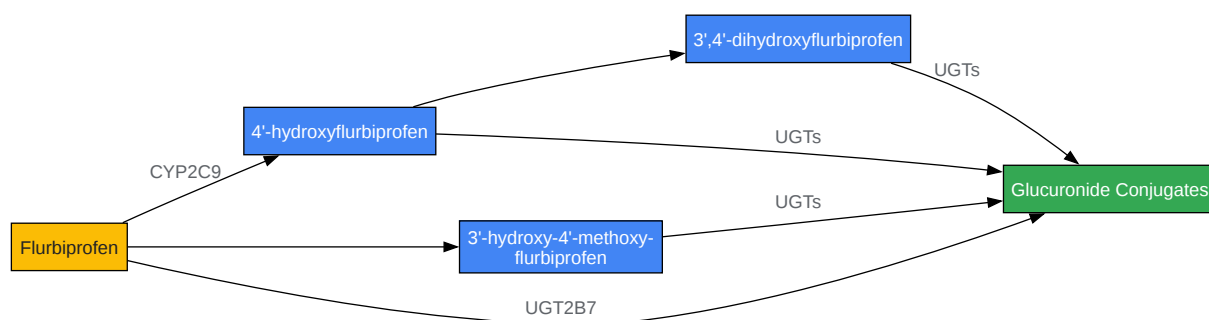 3',4'-dihydroxyflurbiprofen
UGTs
4'-hydroxyflurbiprofen
UGTs
CYP2C9
Glucuronide Conjugates
UGTs
Flurbiprofen
3'-hydroxy-4'-methoxy-
flurbiprofen
UGT2B7